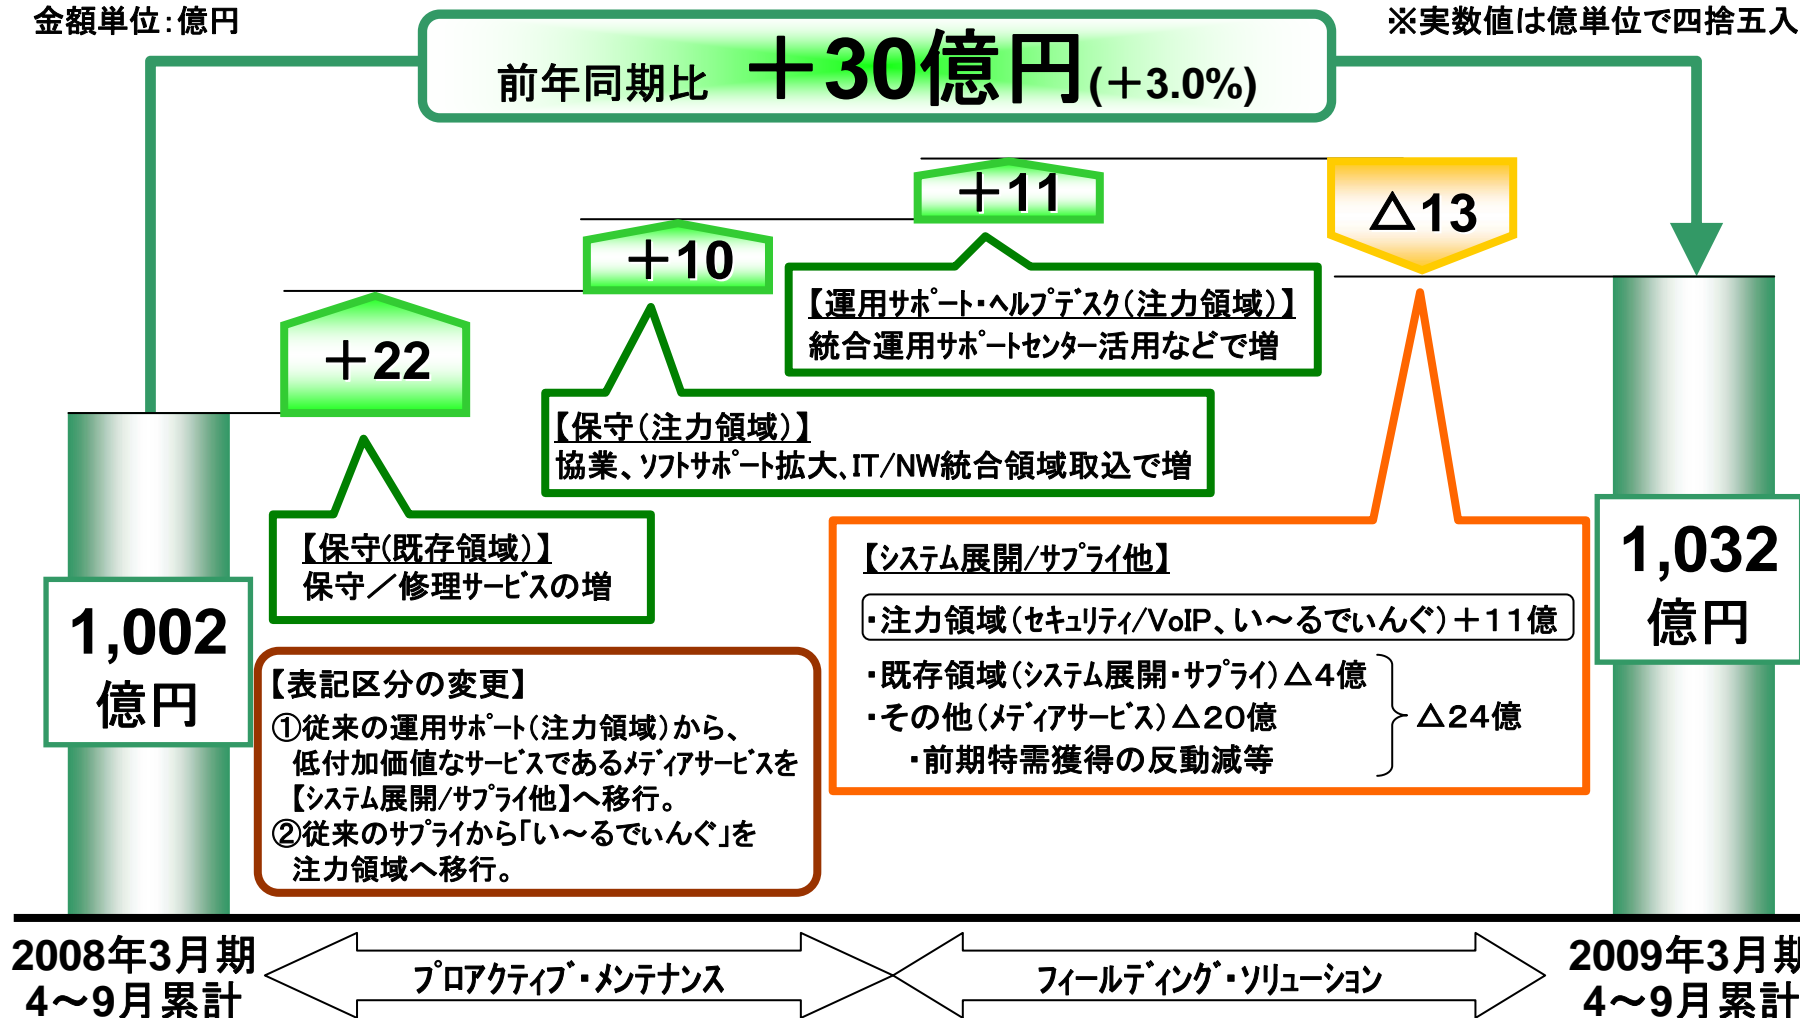 金額単位：億円
※実数値は億単位で四捨五入
前年同期比 ＋30億円(＋3.0%)
＋11
△13
＋10
【運用ｻﾎﾟｰﾄ・ﾍﾙﾌﾟﾃﾞｽｸ(注力領域)】
統合運用ｻﾎﾟｰﾄｾﾝﾀｰ活用などで増
＋22
【保守(注力領域)】
協業、ｿﾌﾄｻﾎﾟｰﾄ拡大、IT/NW統合領域取込で増
【保守(既存領域)】
保守／修理ｻｰﾋﾞｽの増
【ｼｽﾃﾑ展開/ｻﾌﾟﾗｲ他】
・注力領域(ｾｷｭﾘﾃｨ/VoIP、い～るでぃんぐ)＋１１億
・既存領域(ｼｽﾃﾑ展開・ｻﾌﾟﾗｲ)△４億
・その他(ﾒﾃﾞｨｱｻｰﾋﾞｽ)△２０億
・前期特需獲得の反動減等
△２４億
1,002
億円
1,032
億円
【表記区分の変更】
①従来の運用ｻﾎﾟｰﾄ(注力領域)から、
低付加価値なｻｰﾋﾞｽであるﾒﾃﾞｨｱｻｰﾋﾞｽを
【ｼｽﾃﾑ展開/ｻﾌﾟﾗｲ他】へ移行。
②従来のｻﾌﾟﾗｲから｢い～るでぃんぐ｣を
注力領域へ移行。
2008年3月期
4～9月累計
ﾌﾟﾛｱｸﾃｨﾌﾞ・ﾒﾝﾃﾅﾝｽ
ﾌｨｰﾙﾃﾞｨﾝｸﾞ・ｿﾘｭｰｼｮﾝ
2009年3月期
4～9月累計